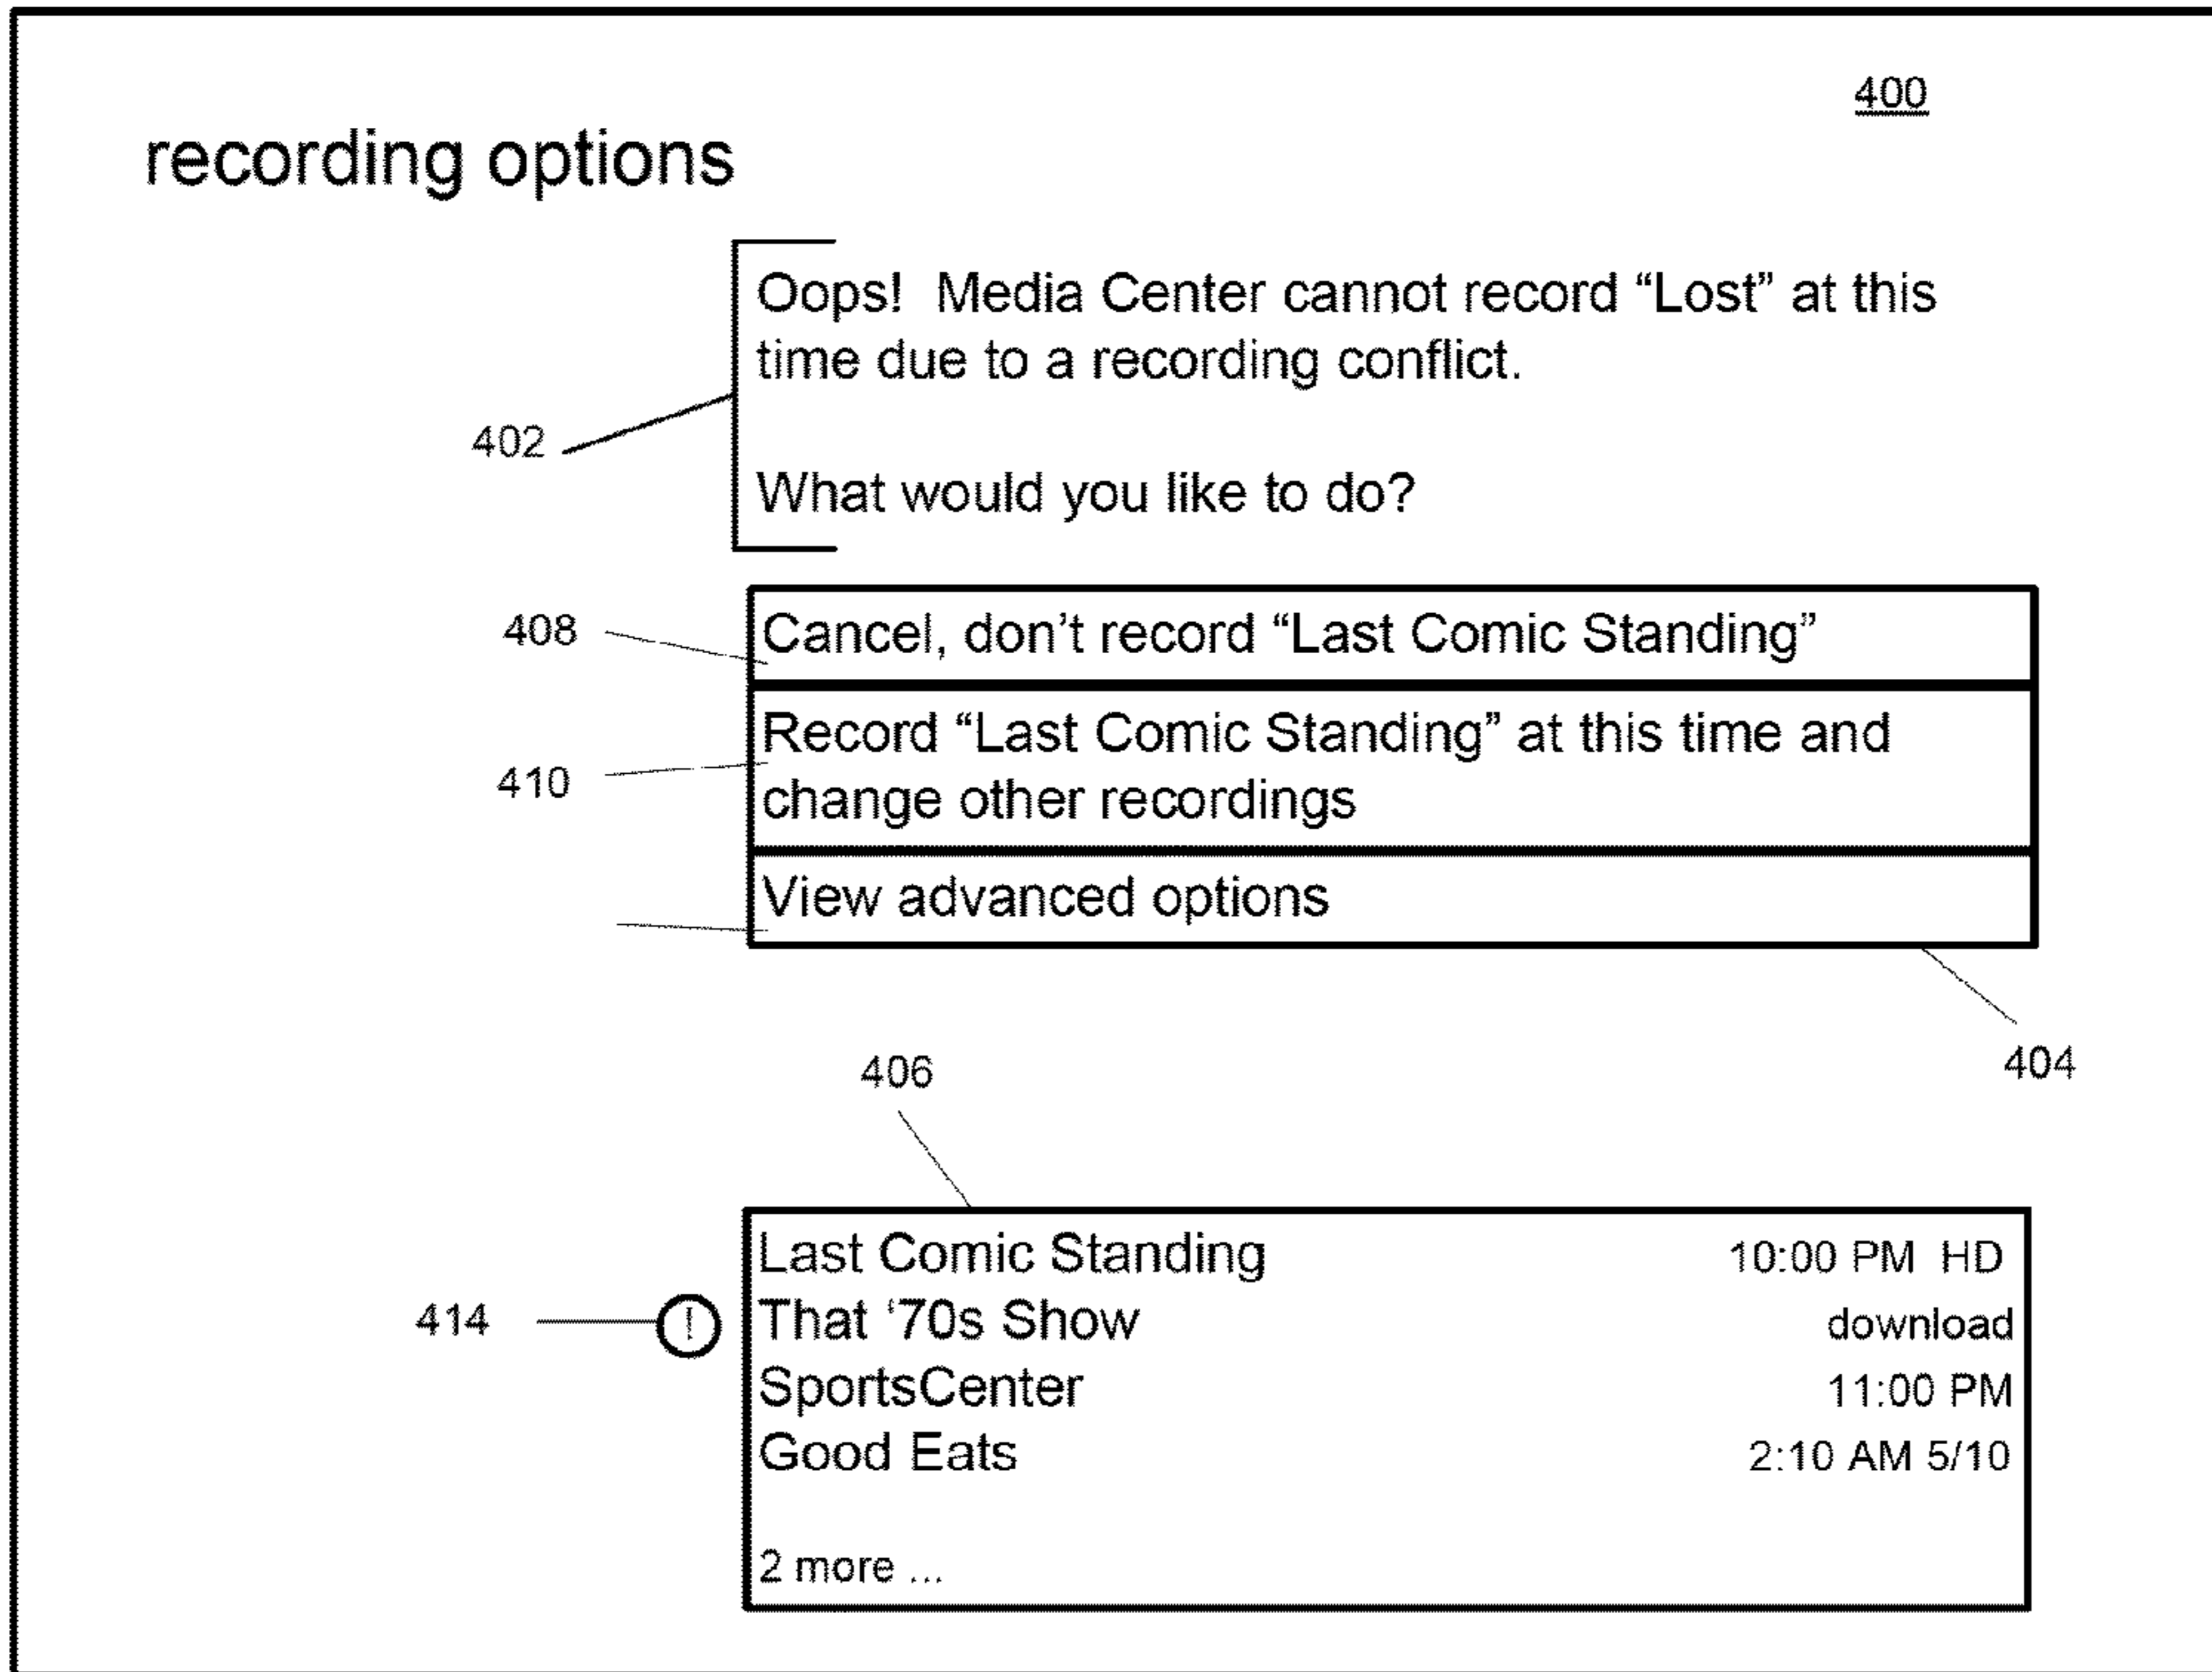 400
recording options
Oops! Media Center cannot record “Lost” at this
time due to a recording conflict.
402
What would you like to do?
408
Cancel, don’t record “Last Comic Standing”
Record “Last Comic Standing” at this time and
410
change other recordings
View advanced options
404
406
Last Comic Standing 10:00 PM HD
414 ! That ‘70s Show download
SportsCenter 11:00 PM
Good Eats 2:10 AM 5/10
2 more ...